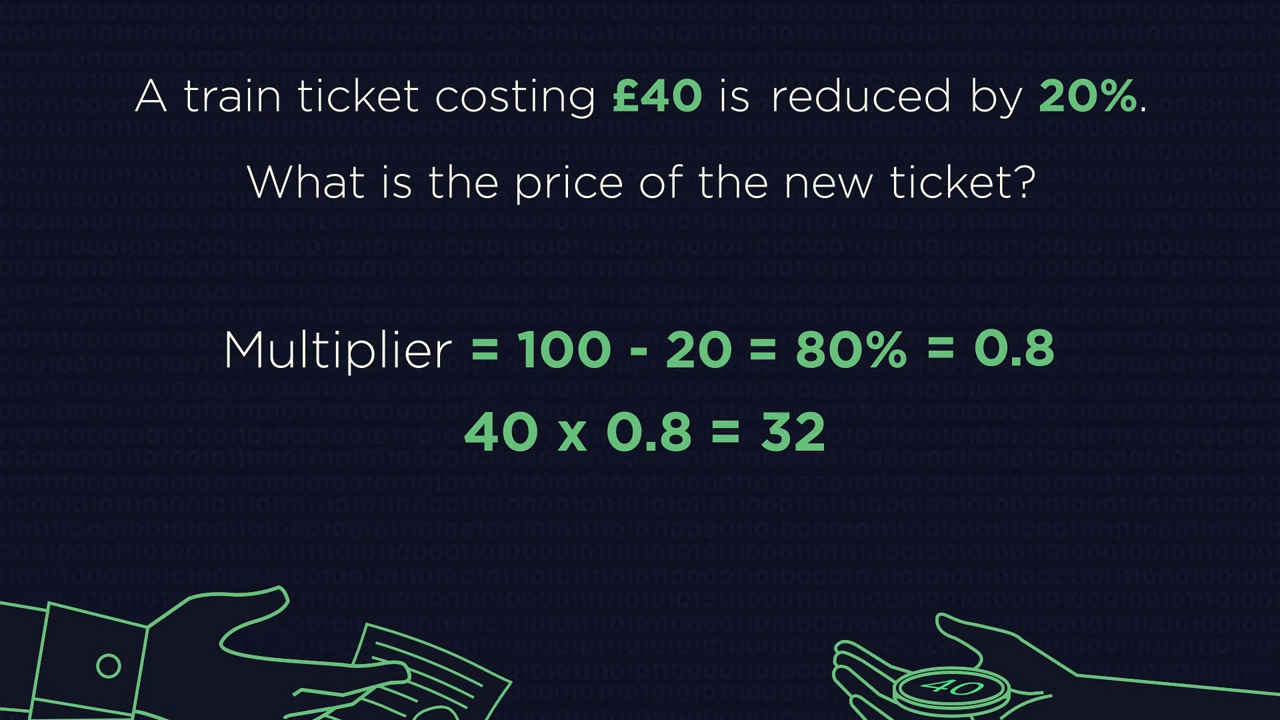 A train ticket costing £40 is reduced by 20%.
What is the price of the new ticket?
Multiplier = 100 - 20 = 80% = 0.8
40 x 0.8 = 32
40